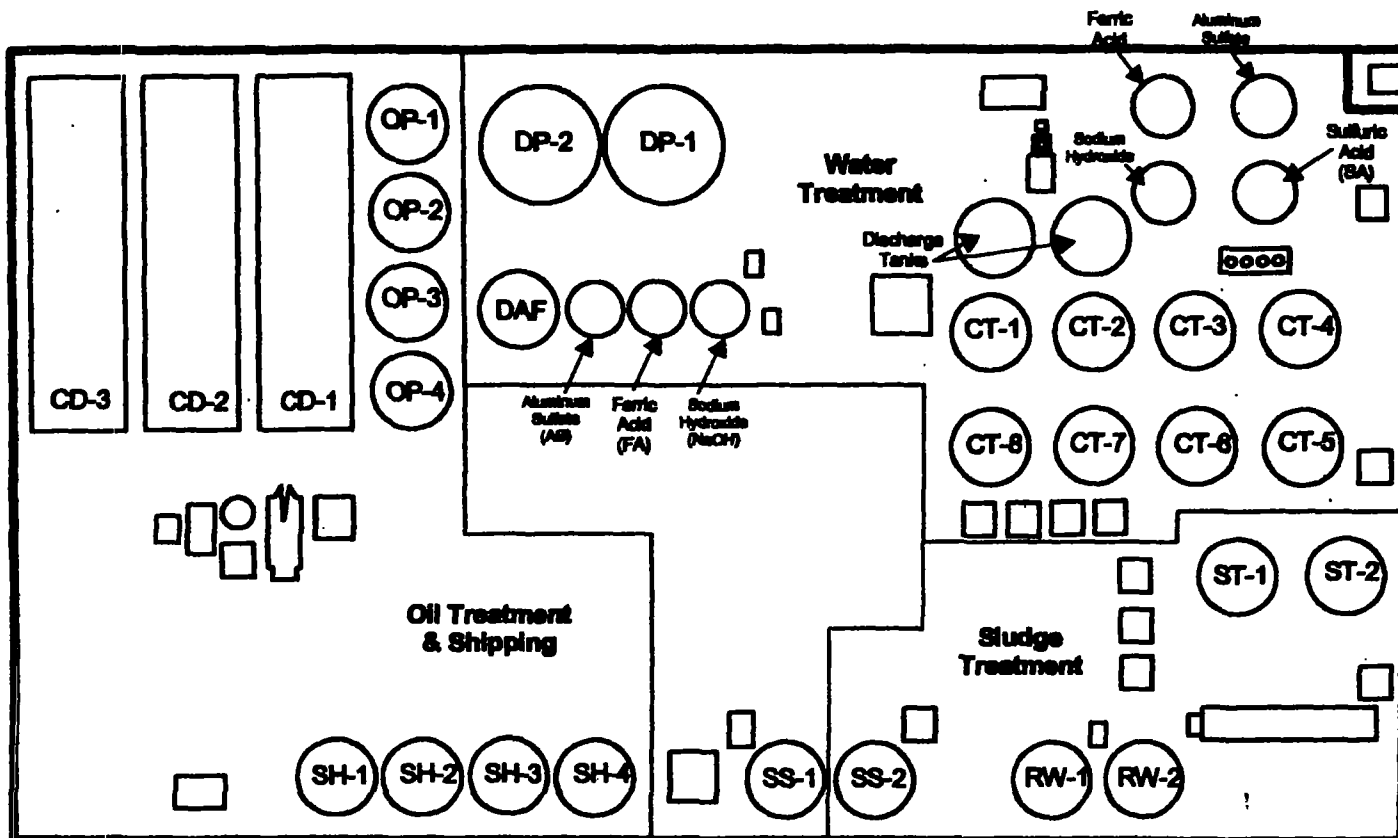 Ferric
Acid
Aluminum
Sulfate
OP-1
DP-2
DP-1
Water
Treatment
Sodium
Hydroxide
Sulfuric
Acid
(SA)
OP-2
Discharge
Tanks
OP-3
DAF
CT-1
CT-2
CT-3
CT-4
CD-3
CD-2
CD-1
OP-4
Aluminum
Sulfate
(AS)
Ferric
Acid
(FA)
Sodium
Hydroxide
(NaOH)
CT-8
CT-7
CT-6
CT-5
ST-1
ST-2
Oil Treatment
& Shipping
Sludge
Treatment
SH-1
SH-2
SH-3
SH-4
SS-1
SS-2
RW-1
RW-2